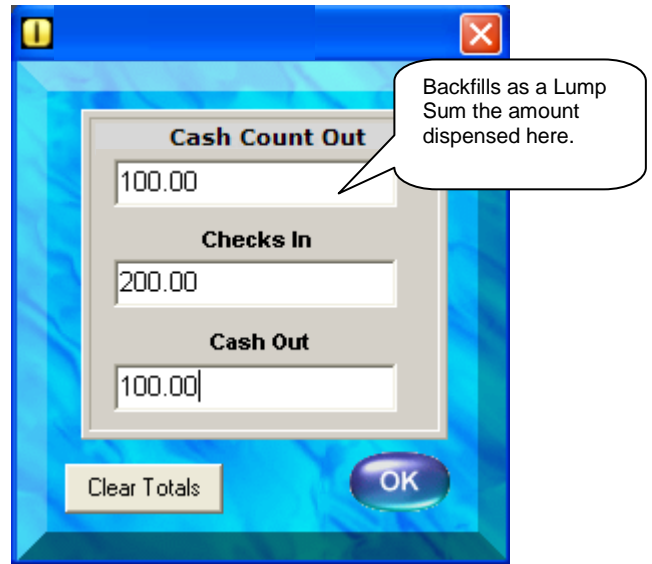 Backfills as a Lump
Sum the amount
dispensed here.
Cash Count Out
100.00
Checks In
200.00
Cash Out
100.00
Clear Totals
OK